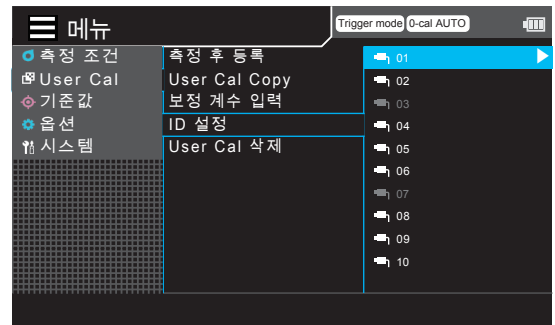 메뉴
Trigger mode 0-cal AUTO
측정 조건
User Cal
기준값
옵션
시스템
측정 후 등록
User Cal Copy
보정 계수 입력
ID 설정
User Cal 삭제
01
02
03
04
05
06
07
08
09
10